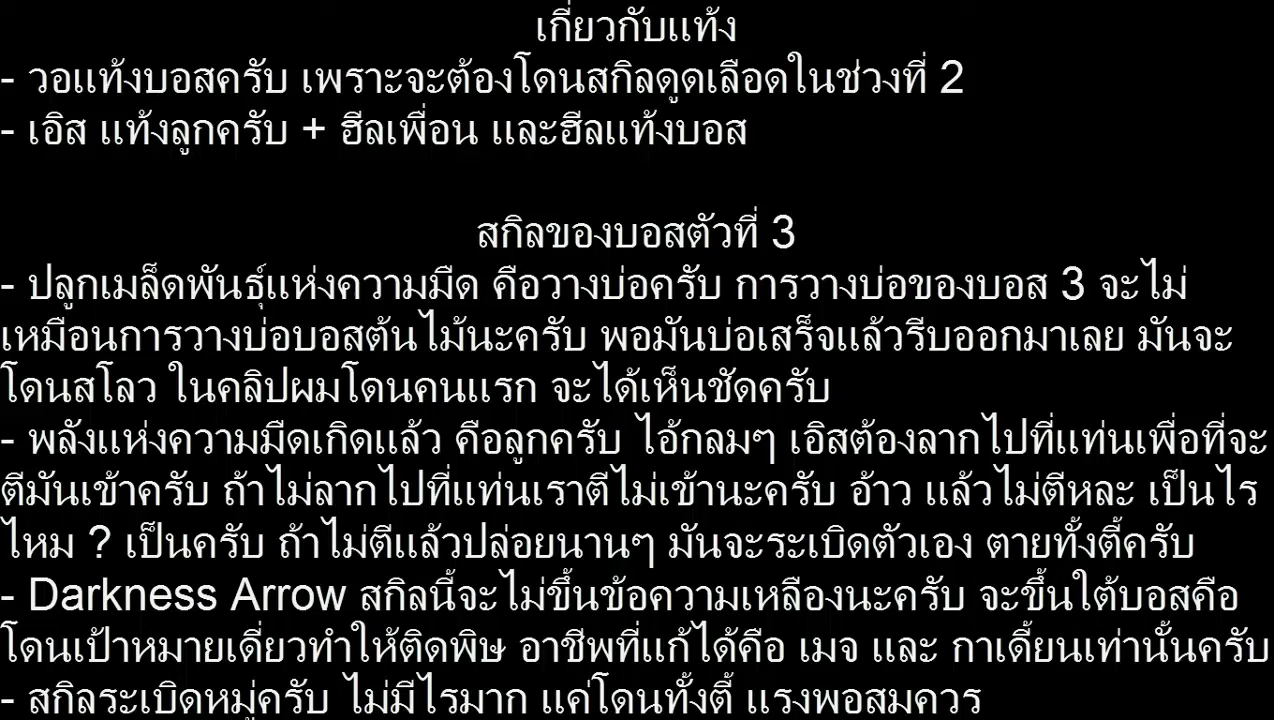 เกี่ยวกับแท้ง
- วอแท้งบอสครับ เพราะจะต้องโดนสกิลดูดเลือดในช่วงที่ 2
- เอิส แท้งลูกครับ + ฮีลเพื่อน และฮีลแท้งบอส
สกิลของบอสตัวที่ 3
- ปลูกเมล็ดพันธุ์แห่งความมืด คือวางบ่อครับ การวางบ่อของบอส 3 จะไม่
เหมือนการวางบ่อบอสต้นไม้นะครับ พอมันบ่อเสร็จแล้วรีบออกมาเลย มันจะ
โดนสโลว ในคลิปผมโดนคนแรก จะได้เห็นชัดครับ
- พลังแห่งความมืดเกิดแล้ว คือลูกครับ ไอ้กลมๆ เอิสต้องลากไปที่แท่นเพื่อที่จะ
ตีมันเข้าครับ ถ้าไม่ลากไปที่แท่นเราตีไม่เข้านะครับ อ้าว แล้วไม่ตีหละ เป็นไร
ไหม ? เป็นครับ ถ้าไม่ตีแล้วปล่อยนานๆ มันจะระเบิดตัวเอง ตายทั้งตี้ครับ
- Darkness Arrow สกิลนี้จะไม่ขึ้นข้อความเหลืองนะครับ จะขึ้นใต้บอสคือ
โดนเป้าหมายเดี่ยวทำให้ติดพิษ อาชีพที่แก้ได้คือ เมจ และ กาเดี้ยนเท่านั้นครับ
- สกิลระเบิดหมู่ครับ ไม่มีไรมาก แค่โดนทั้งตี้ แรงพอสมควร